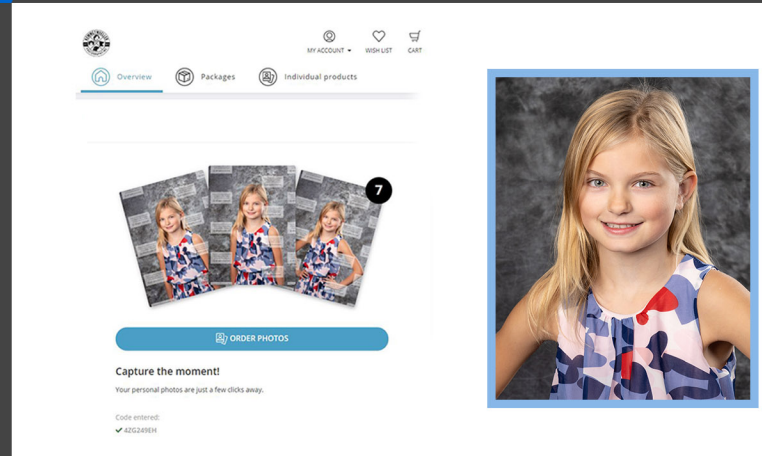 MY ACCOUNT
WISH LIST
CART
Overview
Packages
Individual products
7
ORDER PHOTOS
Capture the moment!
Your personal photos are just a few clicks away.
Code entered:
4ZG249EH